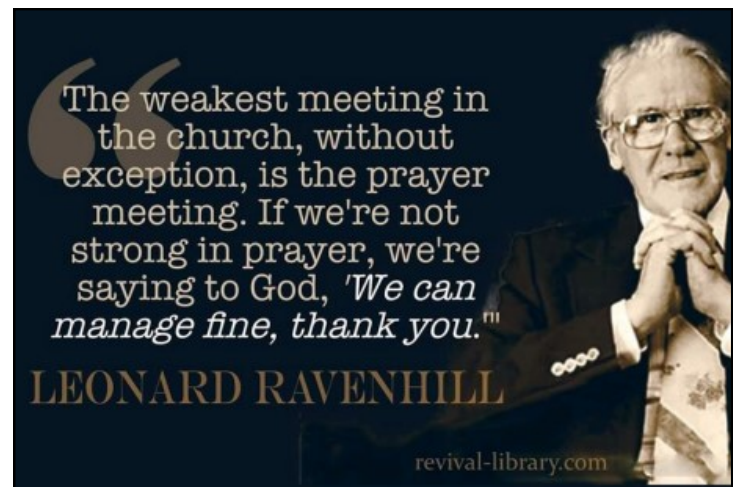 The weakest meeting in
the church, without
exception, is the prayer
meeting. If we're not
strong in prayer, we're
saying to God, 'We can
manage fine, thank you.'"
LEONARD RAVENHILL
revival-library.com